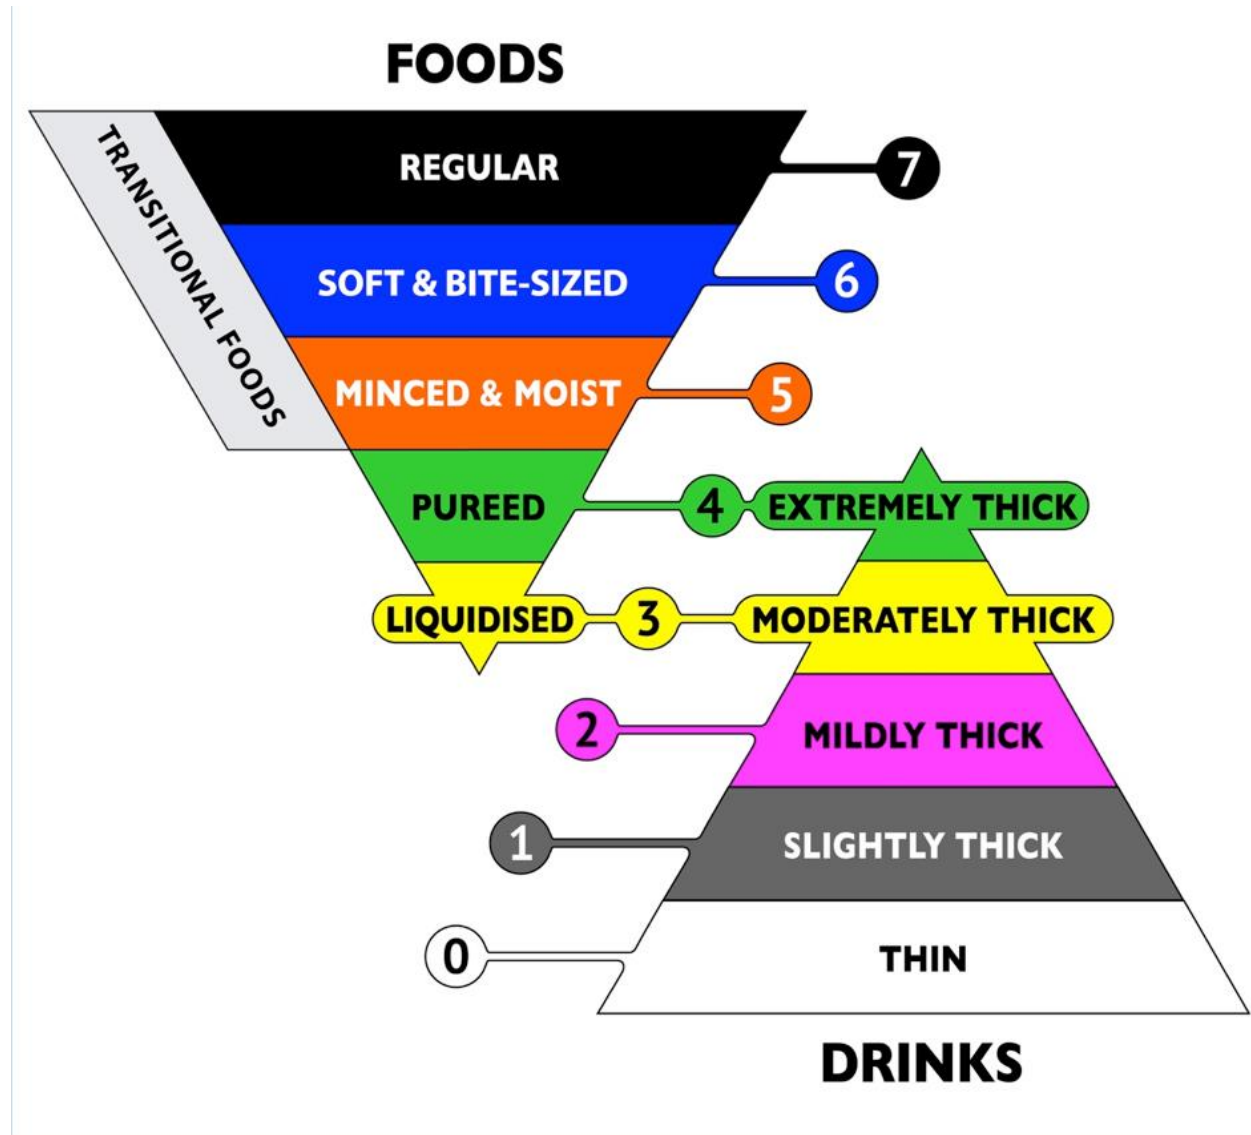 FOODS
TRANSITIONAL FOODS
REGULAR
7
SOFT & BITE-SIZED
6
MINCED & MOIST
5
PUREED
4
EXTREMELY THICK
LIQUIDISED
3
MODERATELY THICK
2
MILDLY THICK
1
SLIGHTLY THICK
0
THIN
DRINKS